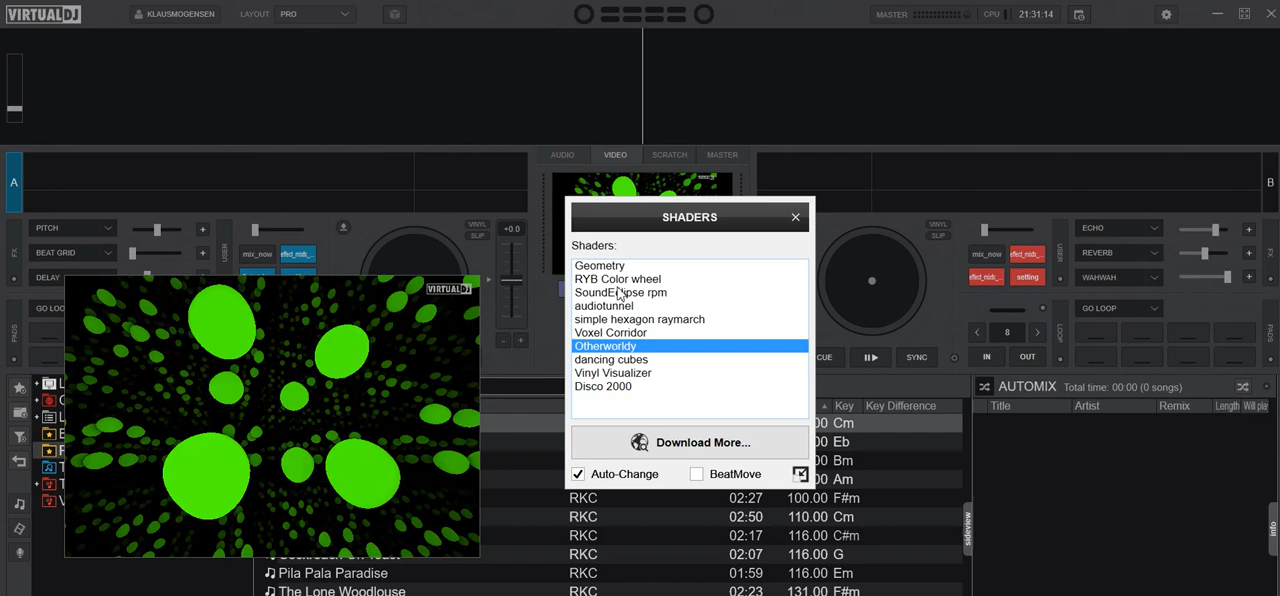 VIRTUALDJ KLAUSMOGENSEN LAYOUT PRO MASTER CPU 21:31:14
AUDIO VIDEO SCRATCH MASTER
A B
PITCH +0.0 VINYL SLIP VINYL SLIP ECHO
FX BEAT GRID USER mix_now mix_now USER REVERB FX
DELAY setting WAHWAH
SHADERS
Shaders:
Geometry
RYB Color wheel
SoundEclipse rpm
audiotunnel
simple hexagon raymarch
Voxel Corridor
Otherworldy
dancing cubes
Vinyl Visualizer
Disco 2000
Download More...
Auto-Change BeatMove
VIRTUALDJ
PADS GO LOOP LOOP 8 GO LOOP PADS
CUE SYNC IN OUT
AUTOMIX Total time: 00:00 (0 songs)
Key Key Difference Title Artist Remix Length Will play
Cm
Eb
Bm
Am
RKC 02:27 100.00 F#m
RKC 02:50 110.00 Cm
RKC 02:17 116.00 C#m
RKC 02:07 116.00 G
Pila Pala Paradise RKC 01:59 116.00 Em
The Lone Woodlouse RKC 02:23 131.00 F#m
sideview info